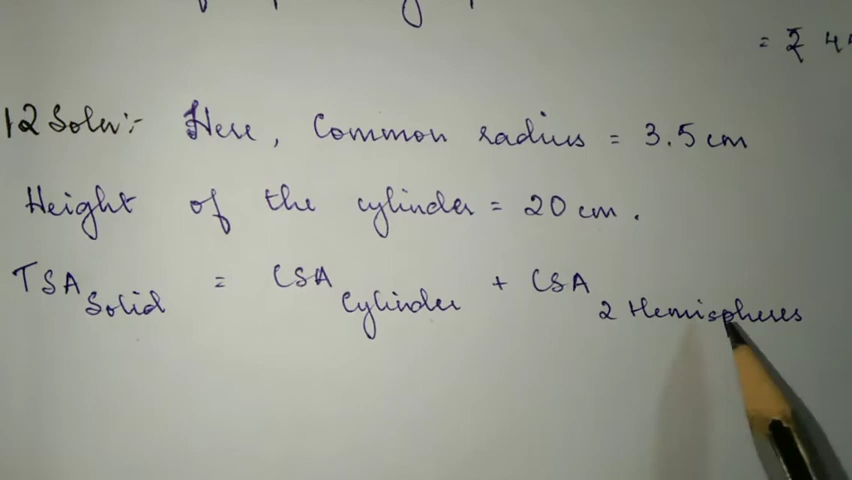 = ₹ 44
12 Soln:- Here, Common radius = 3.5 cm
Height of the cylinder = 20 cm.
TSA Solid = CSA Cylinder + CSA 2 Hemispheres